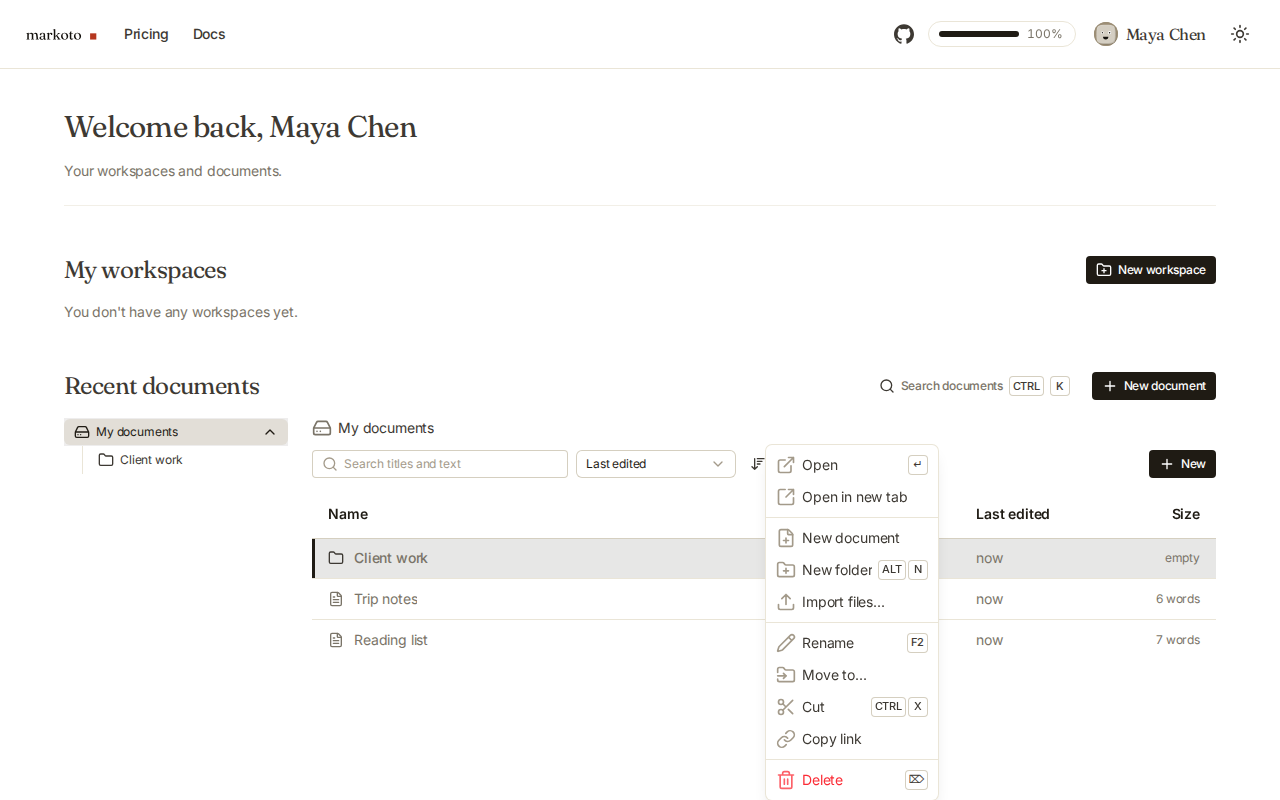 markoto Pricing Docs 100% Maya Chen
Welcome back, Maya Chen
Your workspaces and documents.
My workspaces
New workspace
You don't have any workspaces yet.
Recent documents
Search documents CTRL K
New document
My documents
Client work
My documents
Search titles and text
Last edited
New
Name Last edited Size
Client work now empty
Trip notes now 6 words
Reading list now 7 words
Open ↵
Open in new tab
New document
New folder ALT N
Import files...
Rename F2
Move to...
Cut CTRL X
Copy link
Delete ⌦